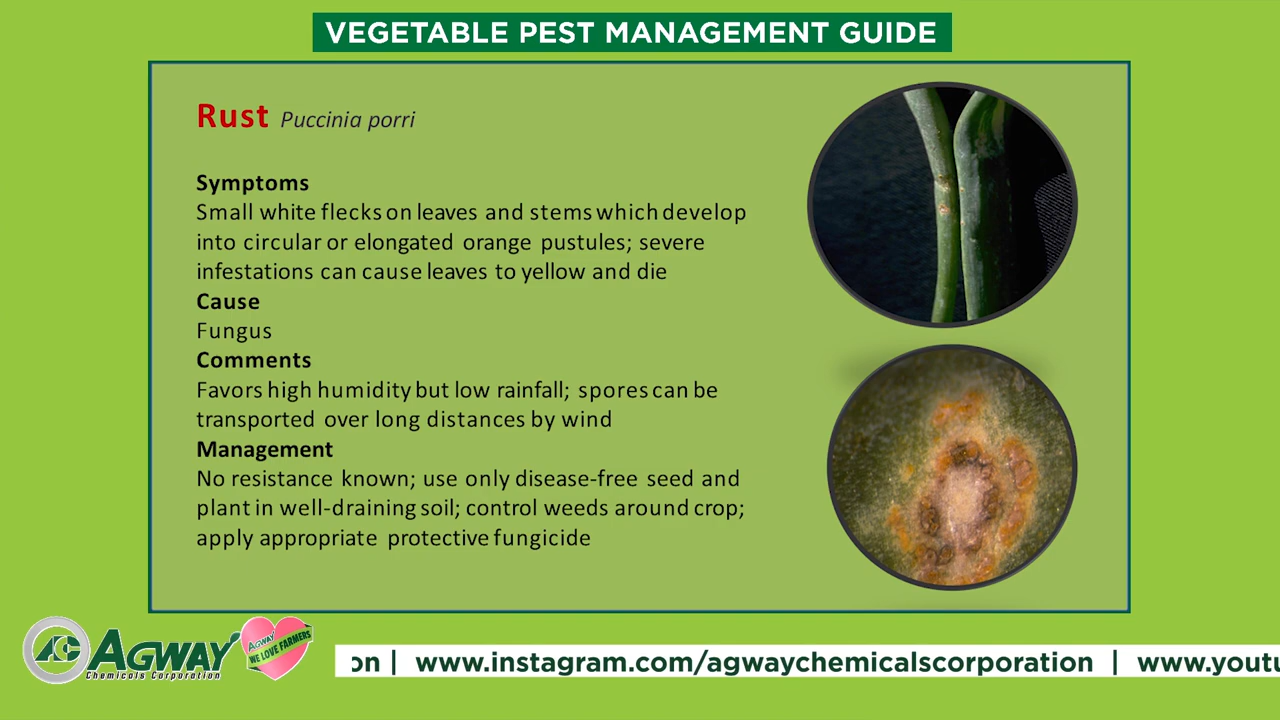 VEGETABLE PEST MANAGEMENT GUIDE
Rust Puccinia porri
Symptoms
Small white flecks on leaves and stems which develop
into circular or elongated orange pustules; severe
infestations can cause leaves to yellow and die
Cause
Fungus
Comments
Favors high humidity but low rainfall; spores can be
transported over long distances by wind
Management
No resistance known; use only disease-free seed and
plant in well-draining soil; control weeds around crop;
apply appropriate protective fungicide
AC AGWAY
Chemicals Corporation
AGWAY
WE LOVE FARMERS
on | www.instagram.com/agwaychemicalscorporation | www.youtu